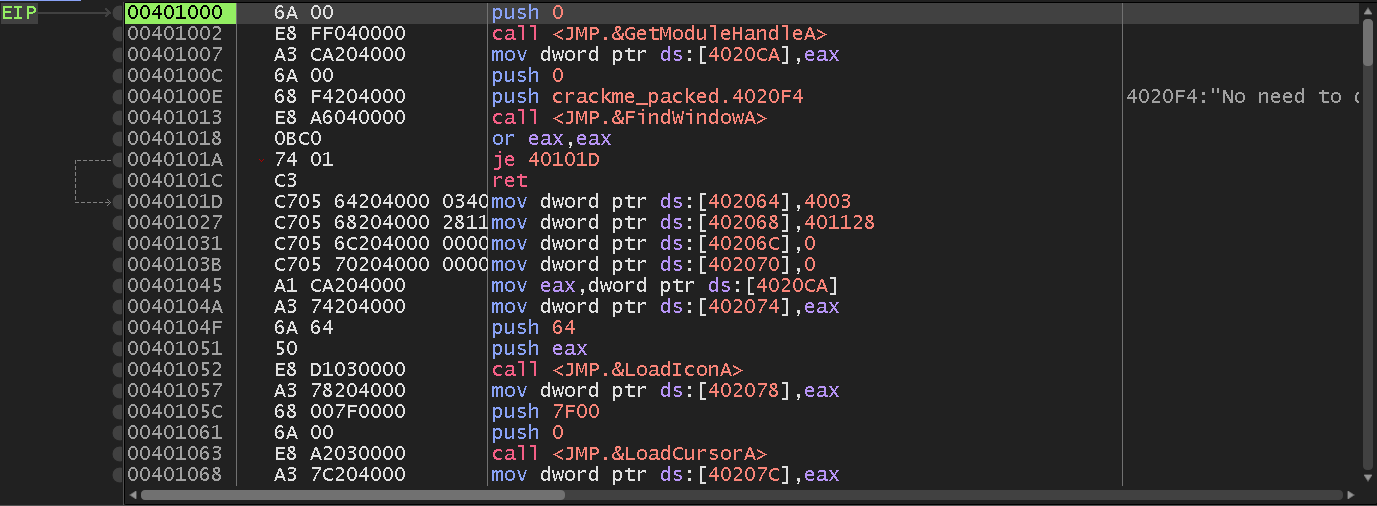 EIP 00401000 6A 00 push 0
00401002 E8 FF040000 call <JMP.&GetModuleHandleA>
00401007 A3 CA204000 mov dword ptr ds:[4020CA],eax
0040100C 6A 00 push 0
0040100E 68 F4204000 push crackme_packed.4020F4 4020F4:"No need to
00401013 E8 A6040000 call <JMP.&FindWindowA>
00401018 0BC0 or eax,eax
0040101A 74 01 je 40101D
0040101C C3 ret
0040101D C705 64204000 0340 mov dword ptr ds:[402064],4003
00401027 C705 68204000 2811 mov dword ptr ds:[402068],401128
00401031 C705 6C204000 0000 mov dword ptr ds:[40206C],0
0040103B C705 70204000 0000 mov dword ptr ds:[402070],0
00401045 A1 CA204000 mov eax,dword ptr ds:[4020CA]
0040104A A3 74204000 mov dword ptr ds:[402074],eax
0040104F 6A 64 push 64
00401051 50 push eax
00401052 E8 D1030000 call <JMP.&LoadIconA>
00401057 A3 78204000 mov dword ptr ds:[402078],eax
0040105C 68 007F0000 push 7F00
00401061 6A 00 push 0
00401063 E8 A2030000 call <JMP.&LoadCursorA>
00401068 A3 7C204000 mov dword ptr ds:[40207C],eax